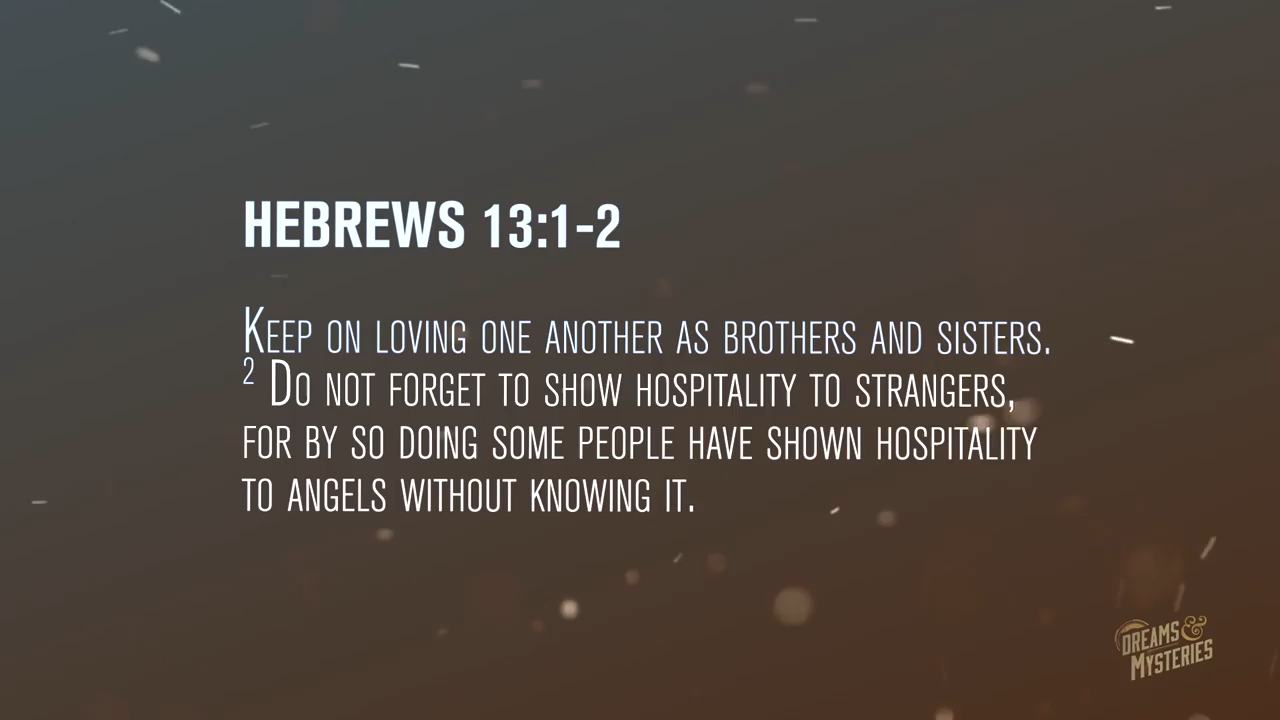 HEBREWS 13:1-2
KEEP ON LOVING ONE ANOTHER AS BROTHERS AND SISTERS.
2 DO NOT FORGET TO SHOW HOSPITALITY TO STRANGERS,
FOR BY SO DOING SOME PEOPLE HAVE SHOWN HOSPITALITY
TO ANGELS WITHOUT KNOWING IT.
DREAMS &
MYSTERIES